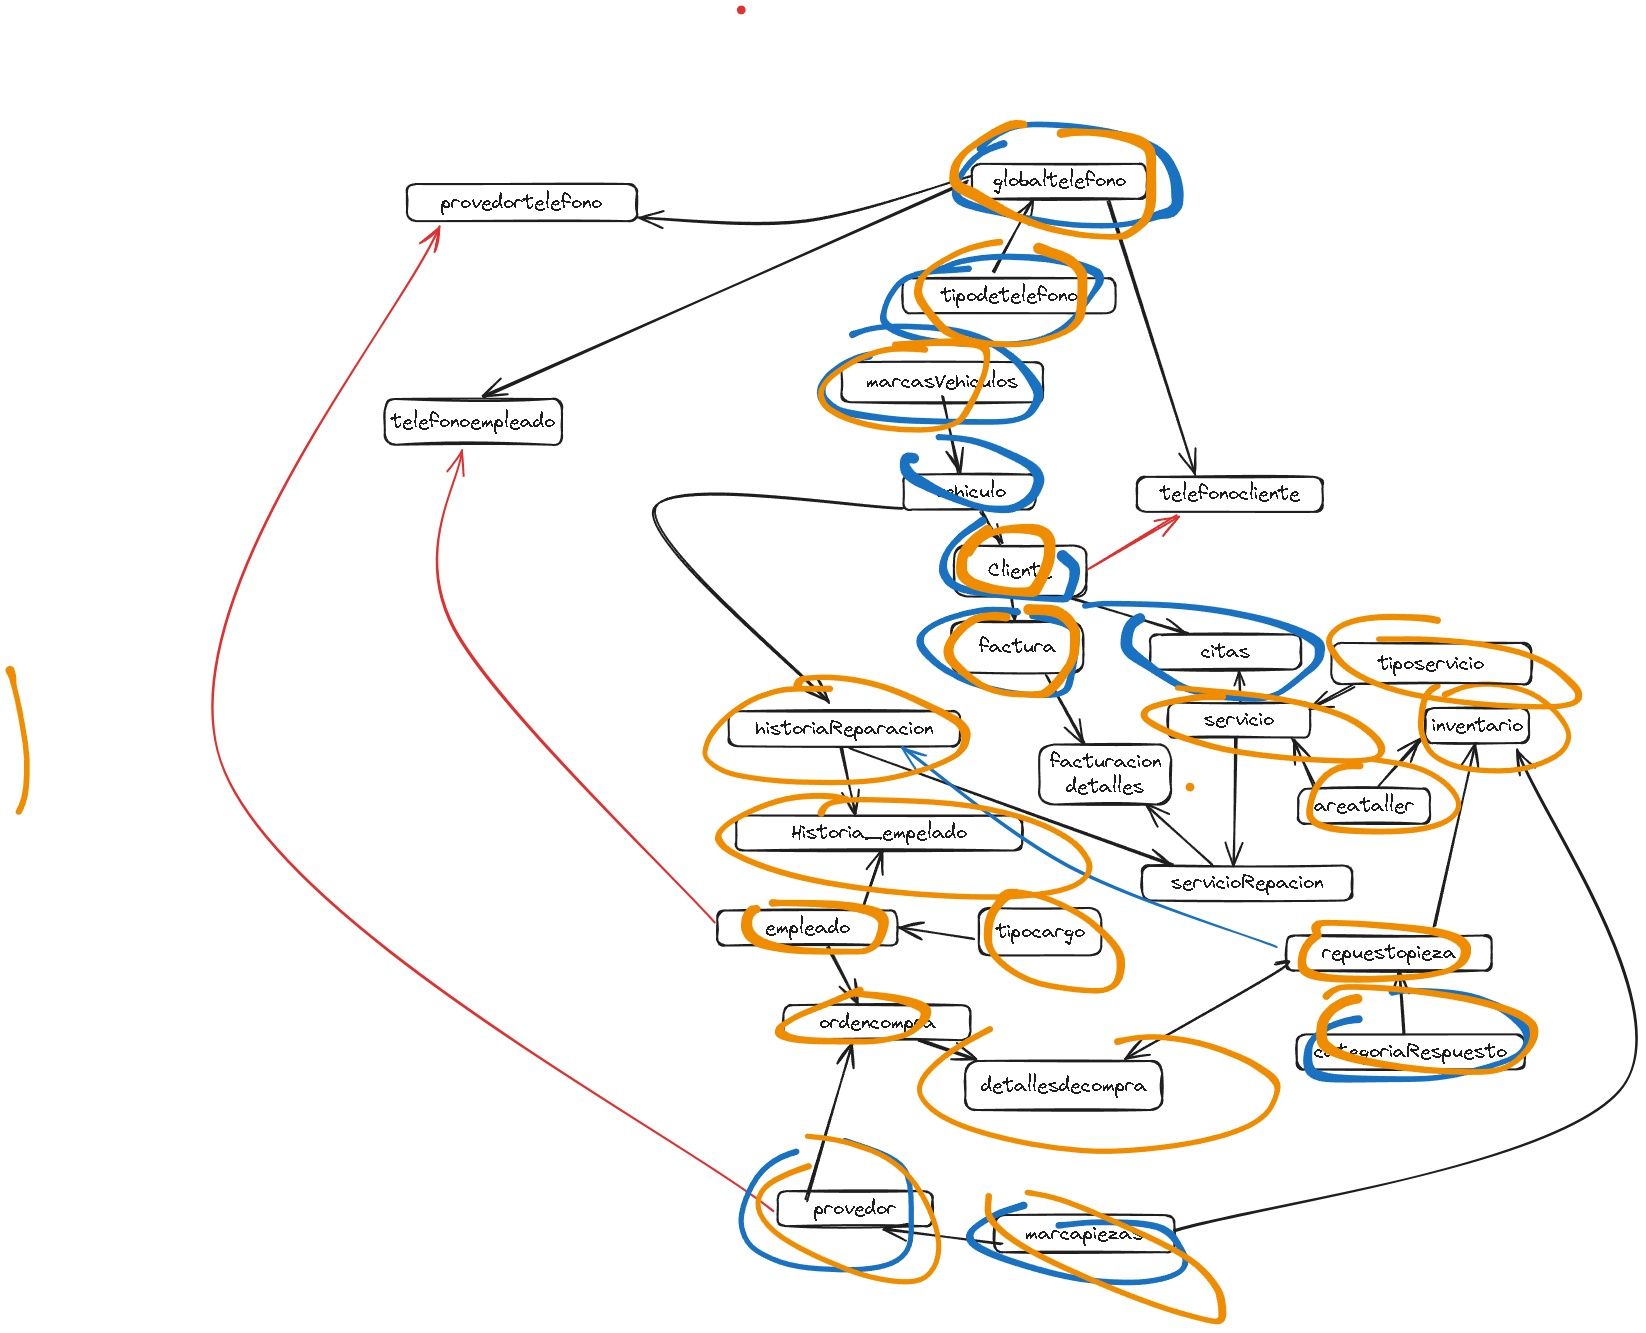 globaltelefono
provedortelefono
tipodetelefono
marcasVehiculos
telefonoempleado
vehiculo
telefonocliente
Cliente
factura
citas
tiposervicio
historiaReparacion
servicio
inventario
facturacion
detalles
areataller
Historia_empelado
servicioRepacion
empleado
tipocargo
repuestopieza
ordencompra
categoriaRespuesto
detallesdecompra
provedor
marcapiezas